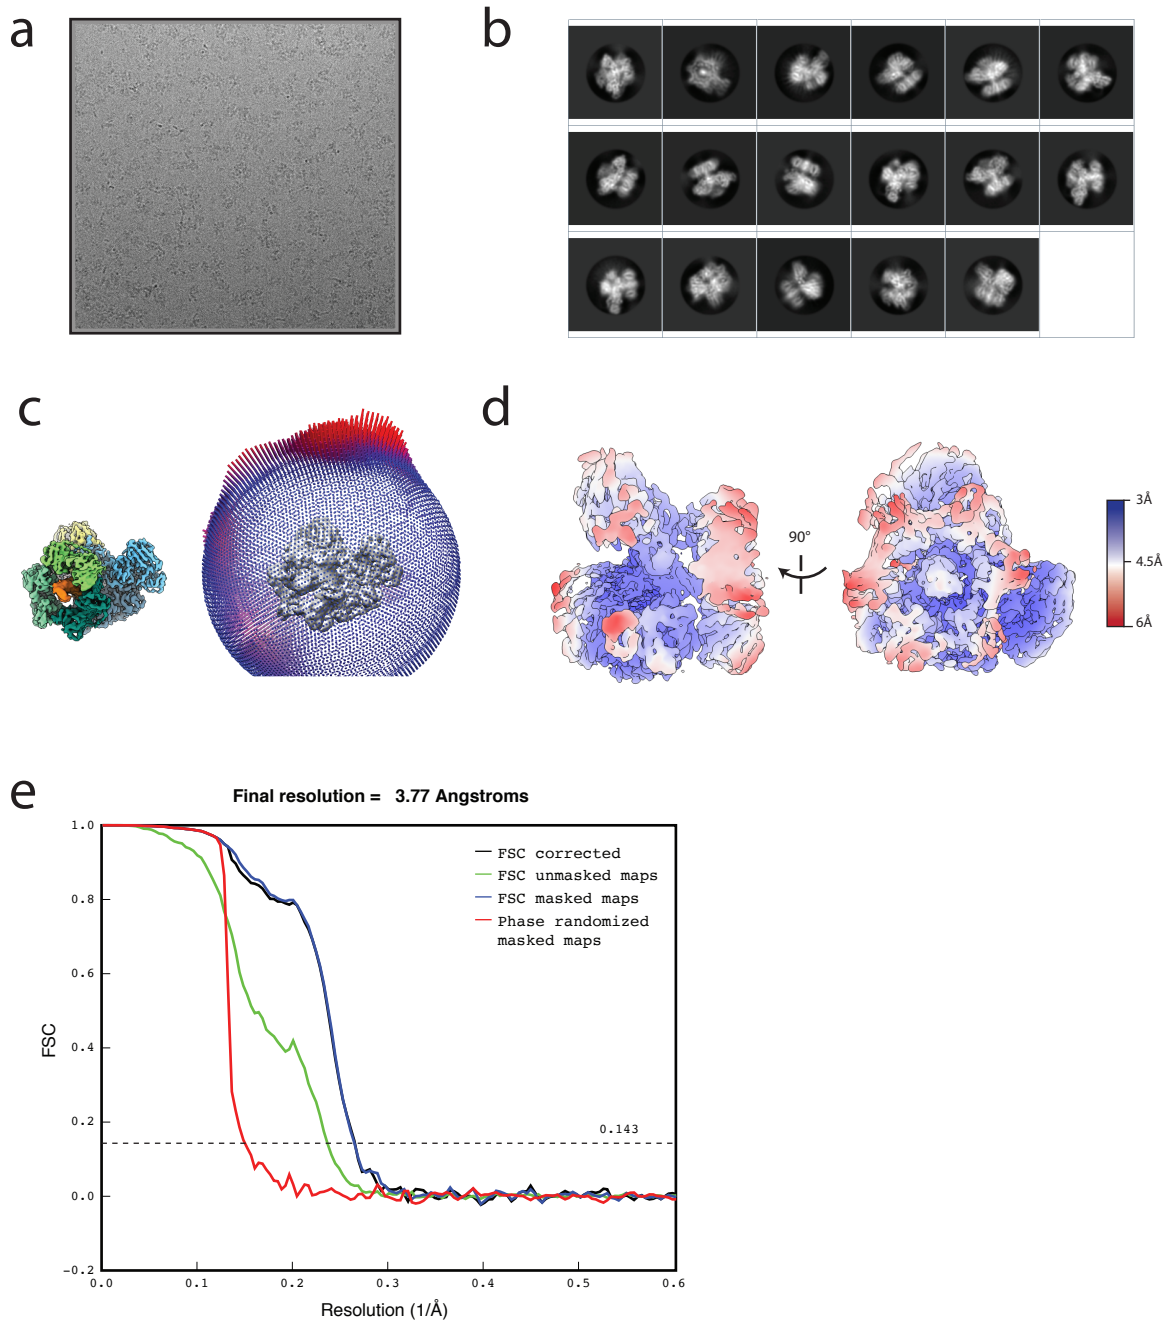 a
b
c
d
90°
3Å
4.5Å
6Å
e
Final resolution = 3.77 Angstroms
1.0
0.8
0.6
0.4
0.2
0.0
−0.2
FSC
FSC corrected
FSC unmasked maps
FSC masked maps
Phase randomized
masked maps
0.143
0.0
0.1
0.2
0.3
0.4
0.5
0.6
Resolution (1/Å)